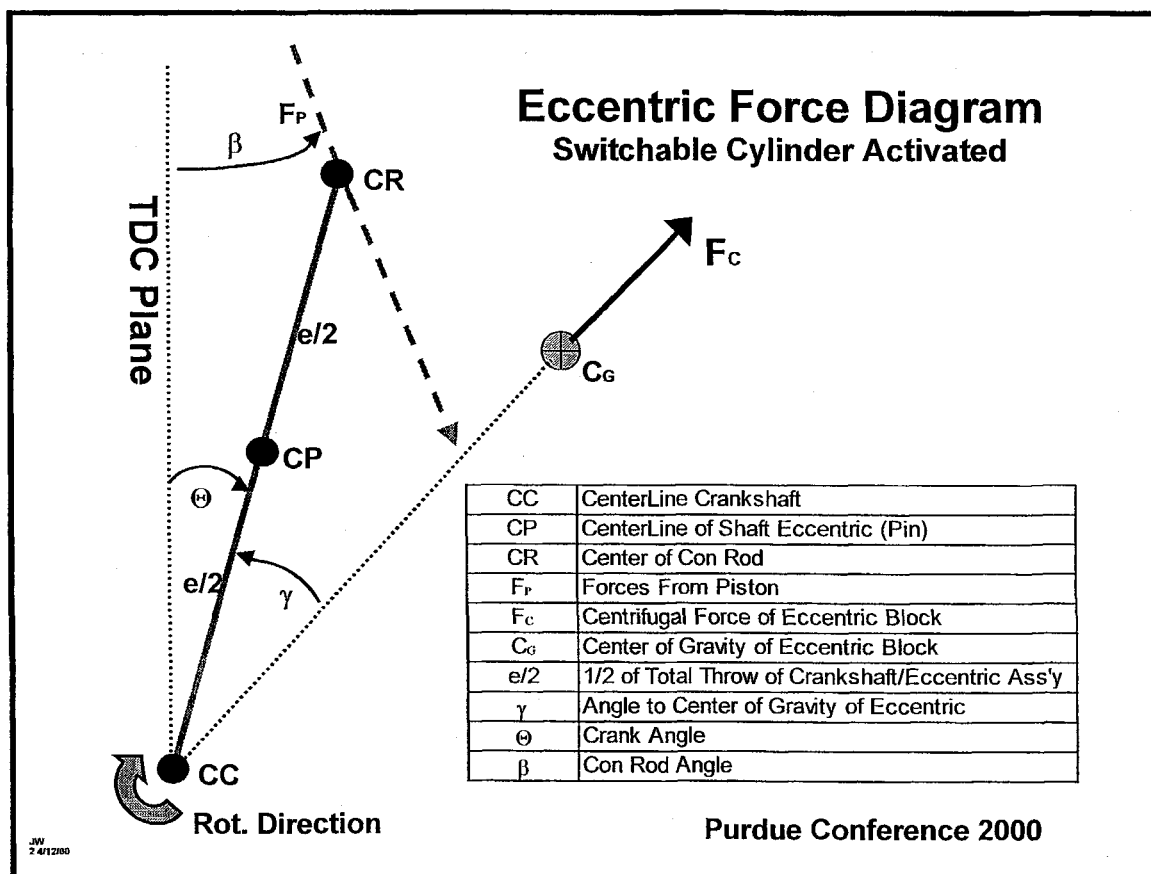 Eccentric Force Diagram
Switchable Cylinder Activated
TDC Plane
β
FP
CR
FC
CG
e/2
CP
Θ
e/2
γ
CC
Rot. Direction
CC CenterLine Crankshaft
CP CenterLine of Shaft Eccentric (Pin)
CR Center of Con Rod
FP Forces From Piston
FC Centrifugal Force of Eccentric Block
CG Center of Gravity of Eccentric Block
e/2 1/2 of Total Throw of Crankshaft/Eccentric Ass'y
γ Angle to Center of Gravity of Eccentric
Θ Crank Angle
β Con Rod Angle
Purdue Conference 2000
JW